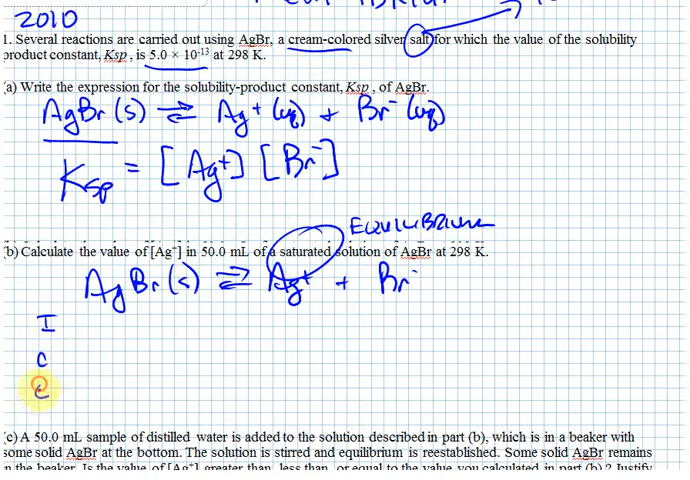 2010
1. Several reactions are carried out using AgBr, a cream-colored silver salt for which the value of the solubility
product constant, Ksp, is 5.0 × 10⁻¹³ at 298 K.
(a) Write the expression for the solubility-product constant, Ksp, of AgBr.
AgBr(s) ⇌ Ag⁺(aq) + Br⁻(aq)
Ksp = [Ag⁺][Br⁻]
EQUILIBRIUM
(b) Calculate the value of [Ag⁺] in 50.0 mL of a saturated solution of AgBr at 298 K.
AgBr(s) ⇌ Ag⁺ + Br⁻
I
C
E
(c) A 50.0 mL sample of distilled water is added to the solution described in part (b), which is in a beaker with
some solid AgBr at the bottom. The solution is stirred and equilibrium is reestablished. Some solid AgBr remains
in the beaker. Is the value of [Ag⁺] greater than, less than, or equal to the value you calculated in part (b)? Justify